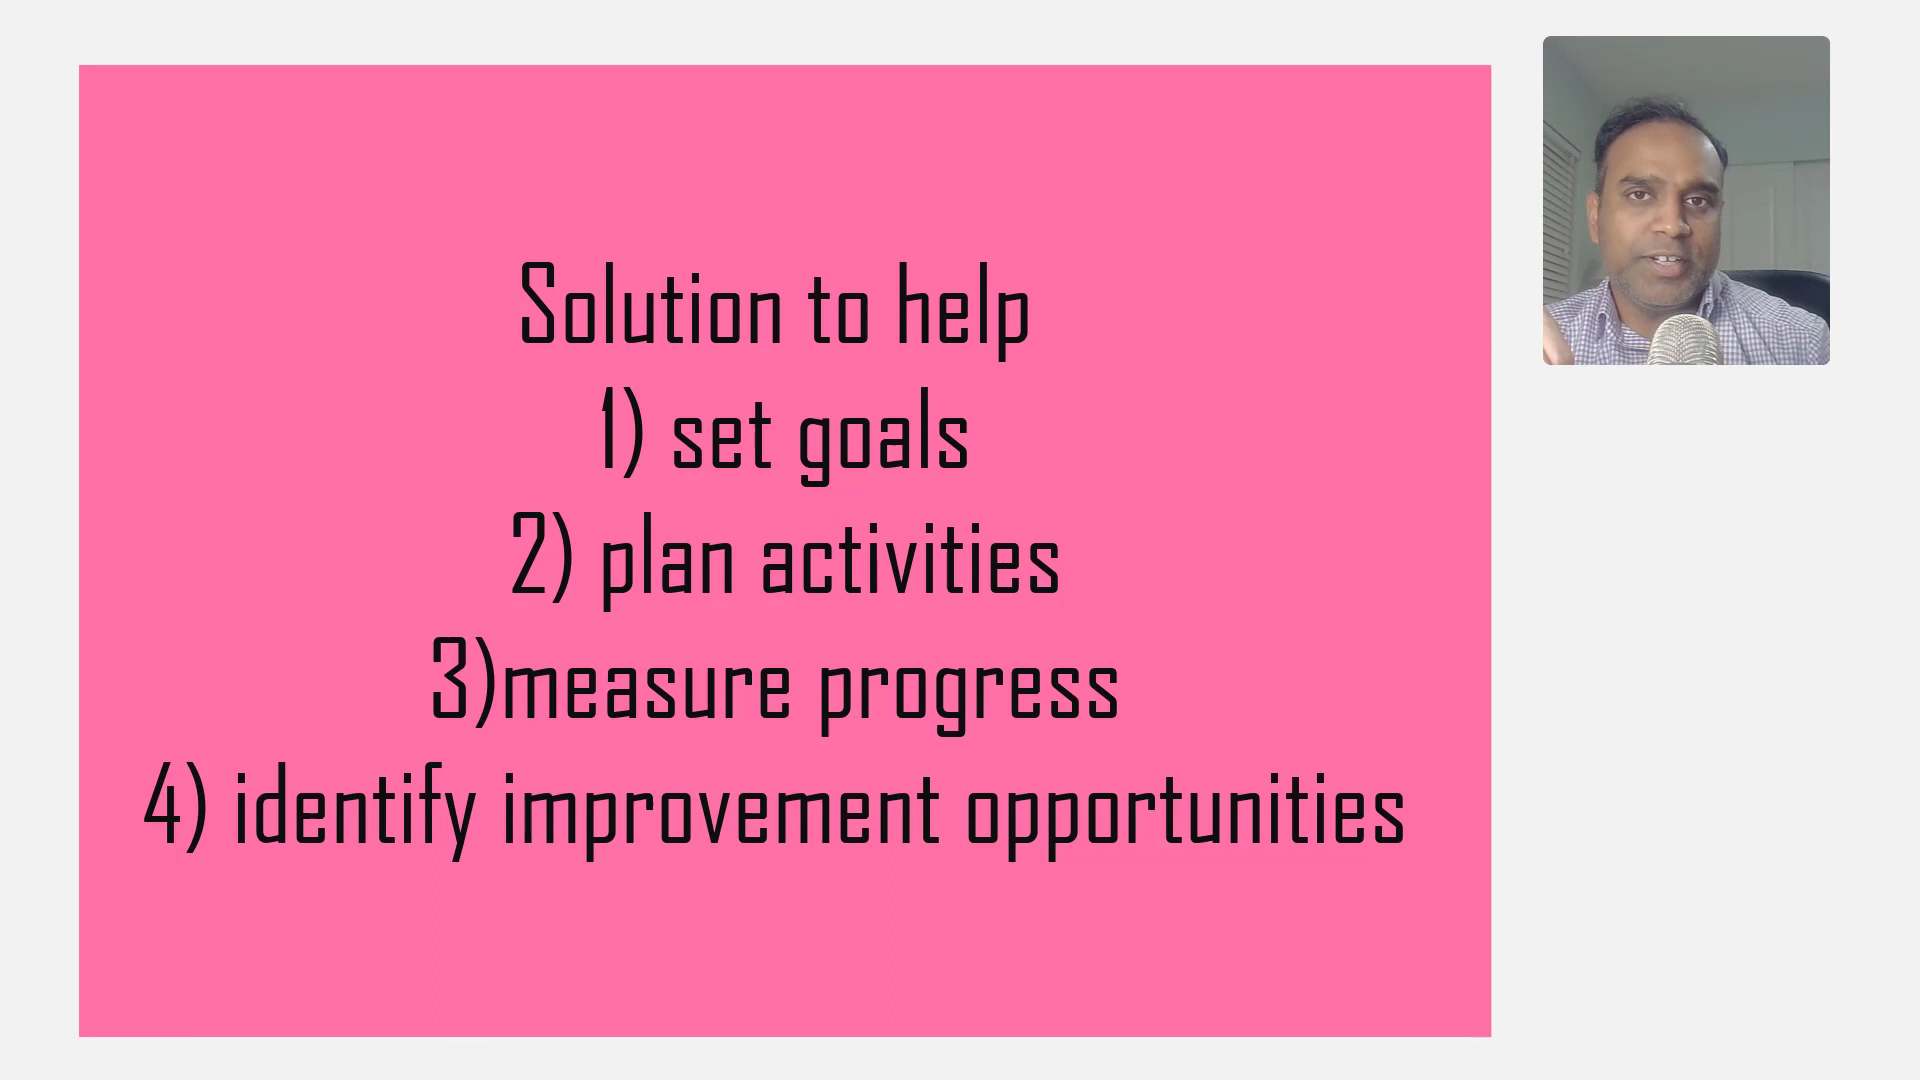 Solution to help
1) set goals
2) plan activities
3)measure progress
4) identify improvement opportunities